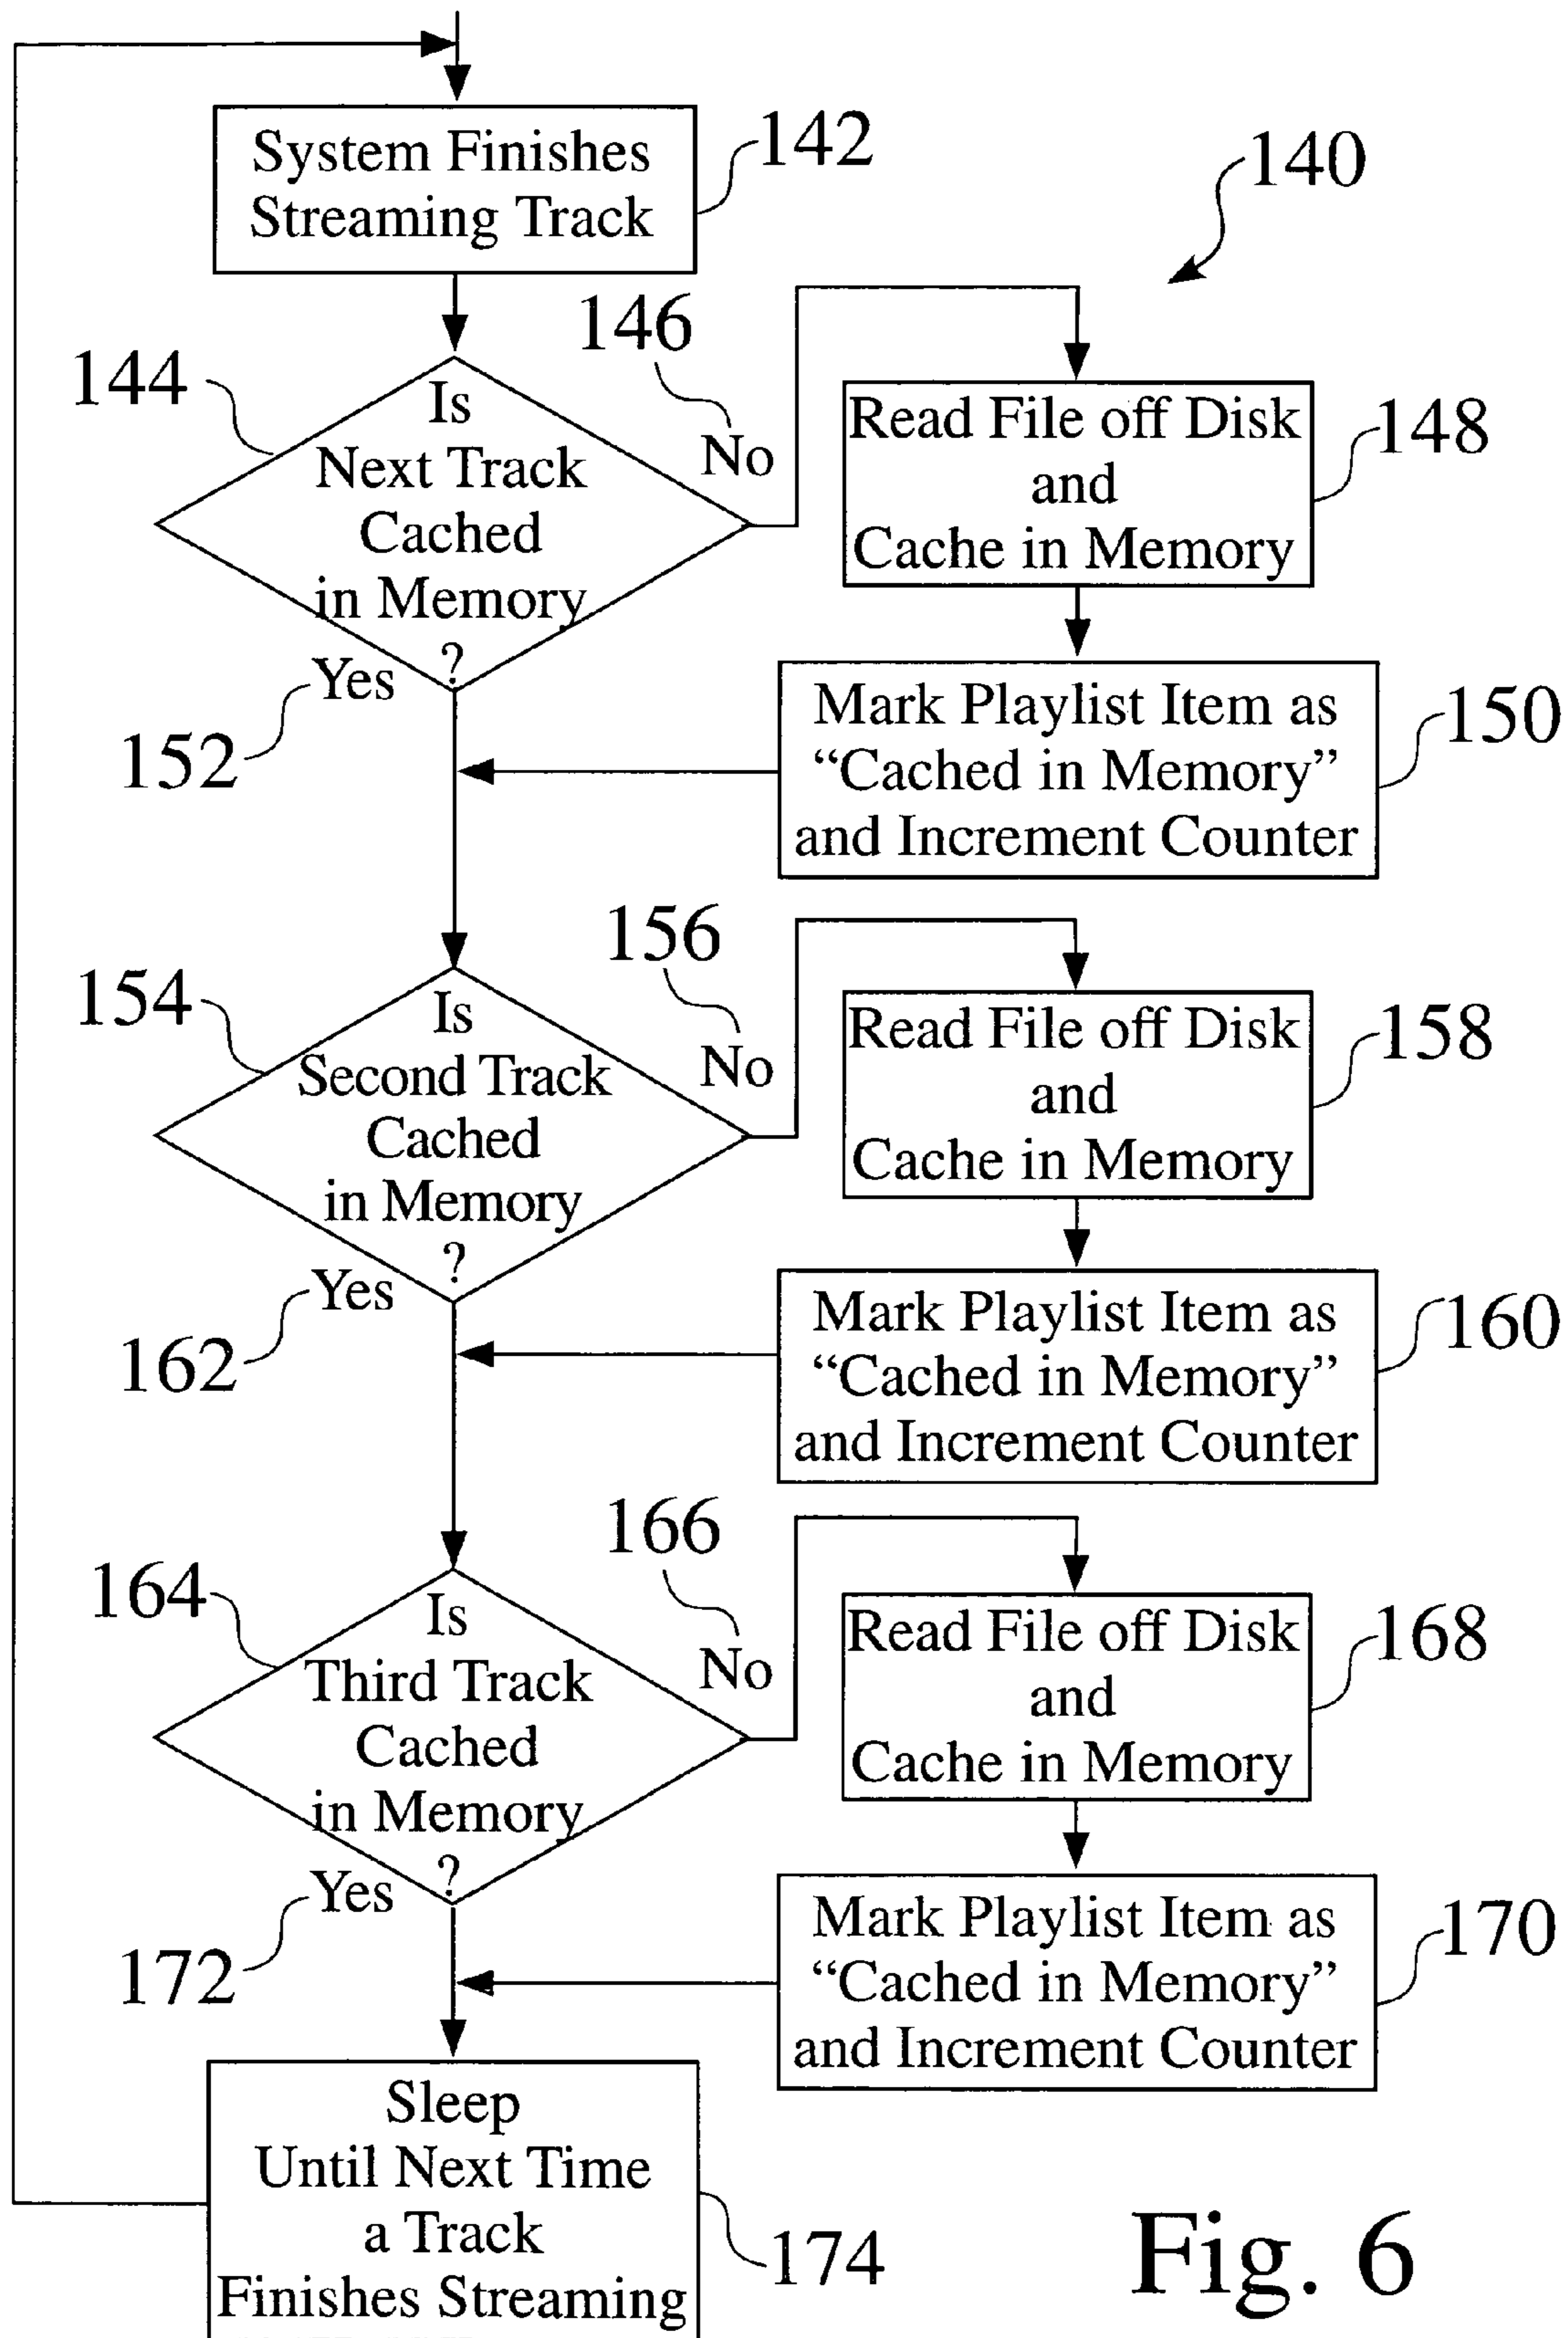 System Finishes
Streaming Track
142
140
144
Is
Next Track
Cached
in Memory
?
146
No
Read File off Disk
and
Cache in Memory
148
Yes
152
Mark Playlist Item as
“Cached in Memory”
and Increment Counter
150
154
Is
Second Track
Cached
in Memory
?
156
No
Read File off Disk
and
Cache in Memory
158
Yes
162
Mark Playlist Item as
“Cached in Memory”
and Increment Counter
160
164
Is
Third Track
Cached
in Memory
?
166
No
Read File off Disk
and
Cache in Memory
168
Yes
172
Mark Playlist Item as
“Cached in Memory”
and Increment Counter
170
Sleep
Until Next Time
a Track
Finishes Streaming
174
Fig. 6